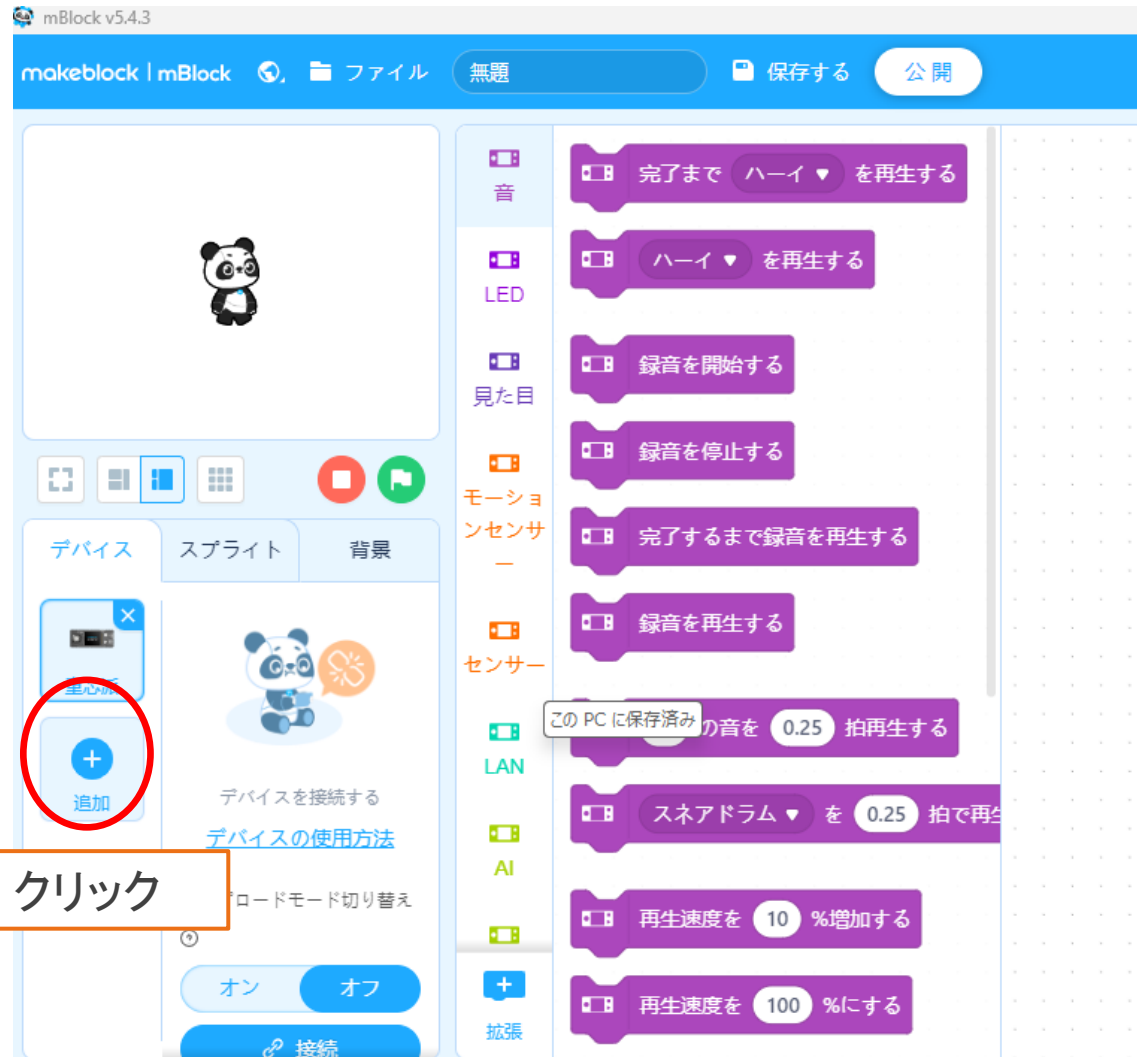 mBlock v5.4.3
makeblock | mBlock ファイル 無題 保存する 公開
音
LED
見た目
モーショ
ンセンサ
ー
センサー
LAN
AI
拡張
完了まで ハーイ ▼ を再生する
ハーイ ▼ を再生する
録音を開始する
録音を停止する
完了するまで録音を再生する
録音を再生する
この PC に保存済み
の音を 0.25 拍再生する
スネアドラム ▼ を 0.25 拍で再生
再生速度を 10 %増加する
再生速度を 100 %にする
デバイス スプライト 背景
追加
デバイスを接続する
デバイスの使用方法
ロードモード切り替え
オン オフ
接続
クリック